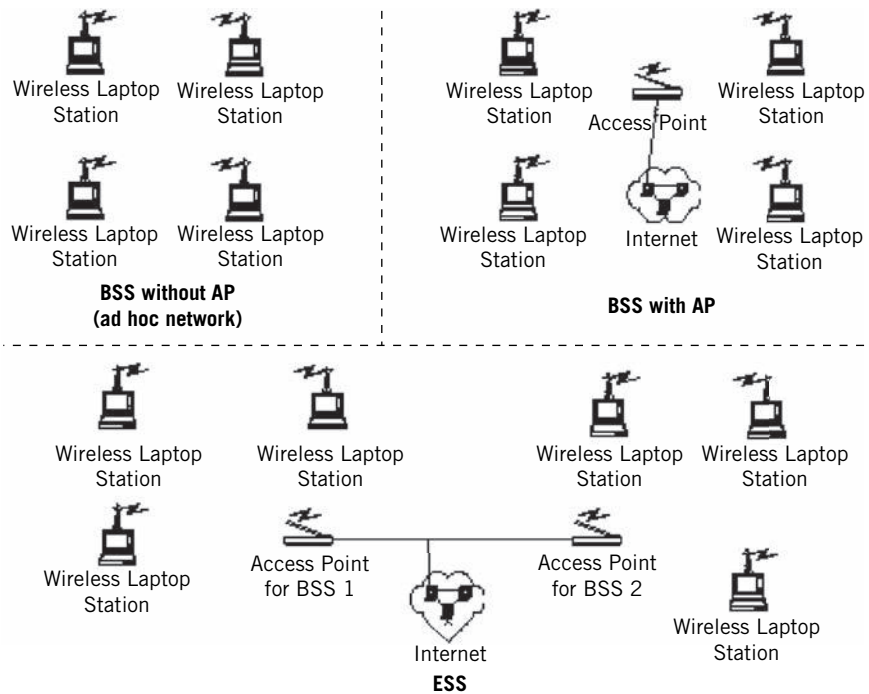 Wireless Laptop
Station
Wireless Laptop
Station
Wireless Laptop
Station
Wireless Laptop
Station
BSS without AP
(ad hoc network)
Wireless Laptop
Station
Access Point
Wireless Laptop
Station
Wireless Laptop
Station
Internet
Wireless Laptop
Station
BSS with AP
Wireless Laptop
Station
Wireless Laptop
Station
Wireless Laptop
Station
Wireless Laptop
Station
Wireless Laptop
Station
Access Point
for BSS 1
Access Point
for BSS 2
Internet
Wireless Laptop
Station
ESS